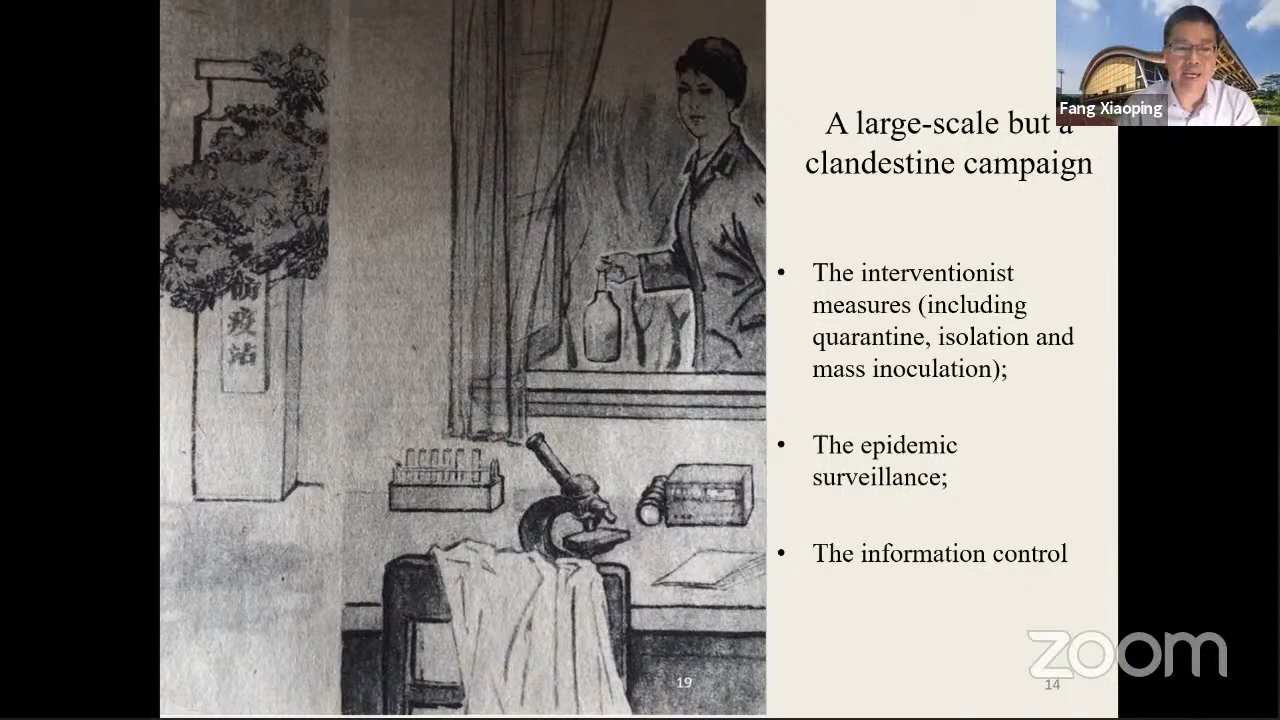 防
疫
站
19
A large-scale but a
clandestine campaign
• The interventionist
measures (including
quarantine, isolation and
mass inoculation);
• The epidemic
surveillance;
• The information control
14
Fang Xiaoping
zoom